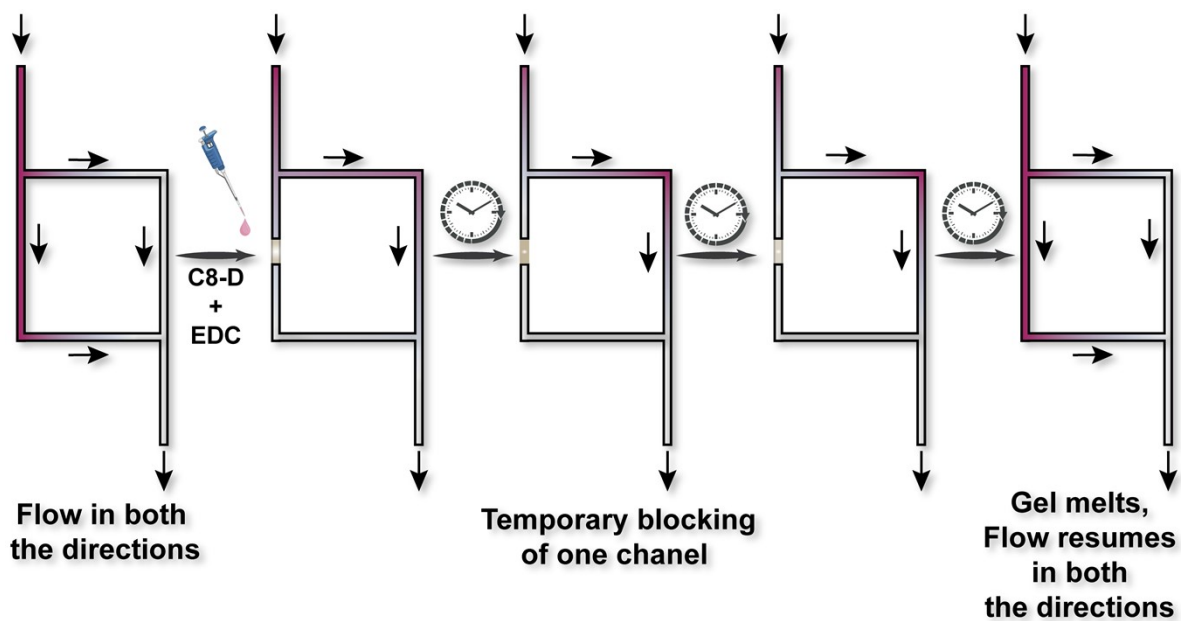 C8-D
+
EDC
Flow in both
the directions
Temporary blocking
of one chanel
Gel melts,
Flow resumes
in both
the directions